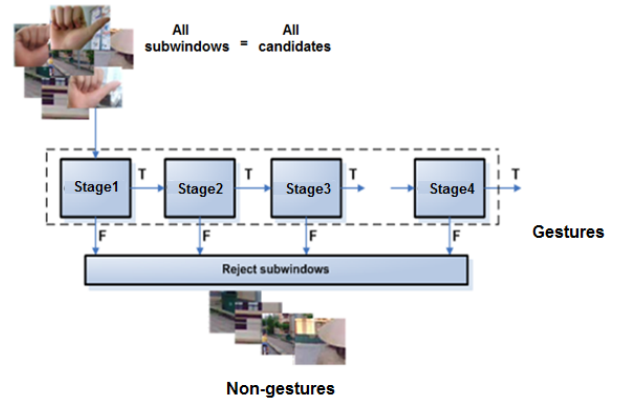 All
subwindows = All
candidates
T T T T
Stage1 Stage2 Stage3 Stage4
F F F F
Gestures
Reject subwindows
Non-gestures